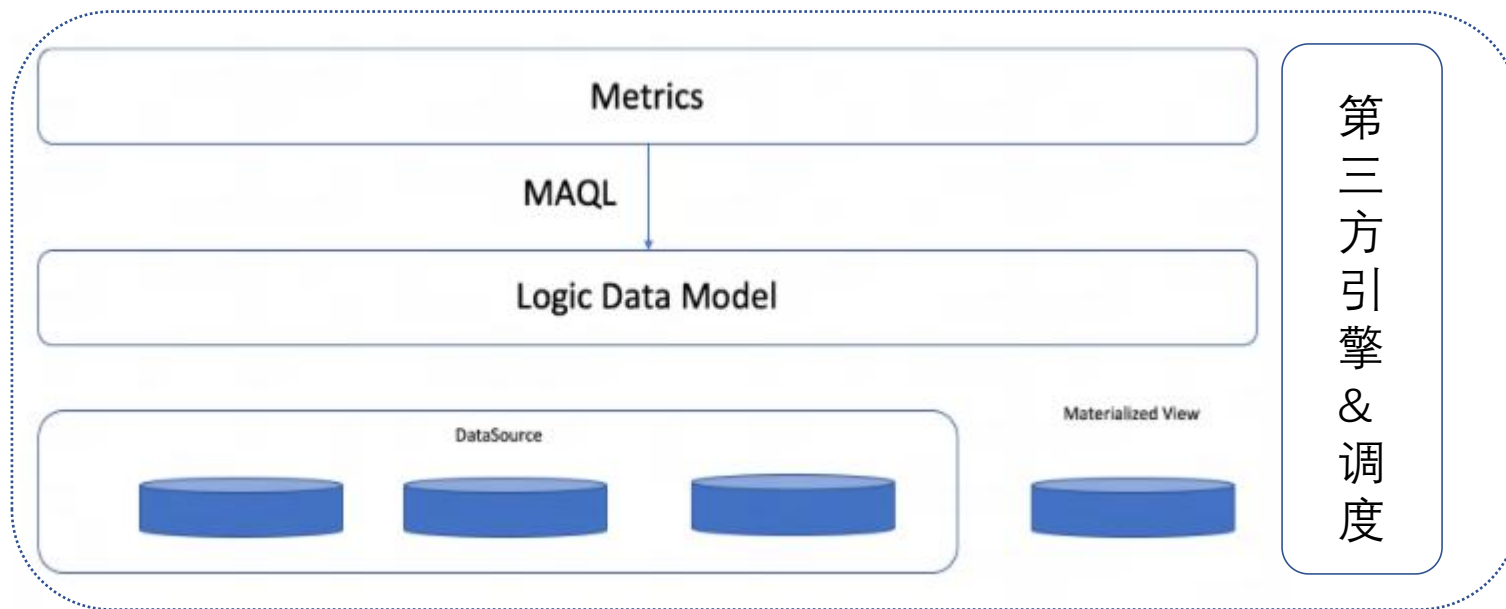 Metrics
MAQL
Logic Data Model
DataSource
Materialized View
第
三
方
引
擎
&
调
度